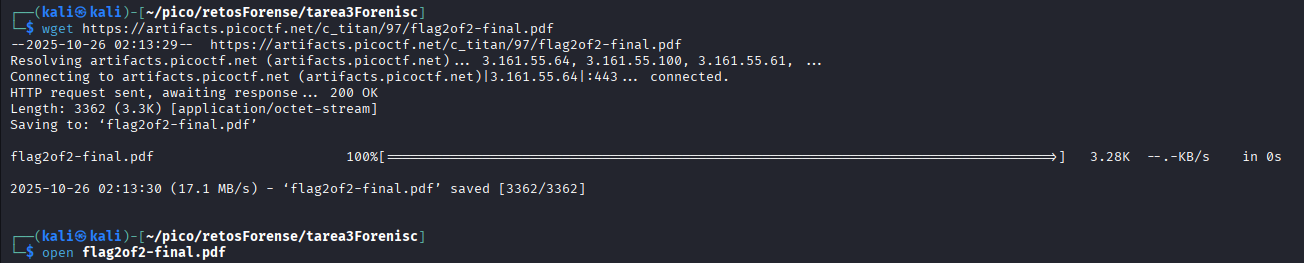 ┌──(kali㉿kali)-[~/pico/retosForense/tarea3Forenisc]
└─$ wget https://artifacts.picoctf.net/c_titan/97/flag2of2-final.pdf
--2025-10-26 02:13:29--  https://artifacts.picoctf.net/c_titan/97/flag2of2-final.pdf
Resolving artifacts.picoctf.net (artifacts.picoctf.net)... 3.161.55.64, 3.161.55.100, 3.161.55.61, ...
Connecting to artifacts.picoctf.net (artifacts.picoctf.net)|3.161.55.64|:443... connected.
HTTP request sent, awaiting response... 200 OK
Length: 3362 (3.3K) [application/octet-stream]
Saving to: ‘flag2of2-final.pdf’
flag2of2-final.pdf 100%[===================================================>] 3.28K --.-KB/s in 0s
2025-10-26 02:13:30 (17.1 MB/s) - ‘flag2of2-final.pdf’ saved [3362/3362]
┌──(kali㉿kali)-[~/pico/retosForense/tarea3Forenisc]
└─$ open flag2of2-final.pdf